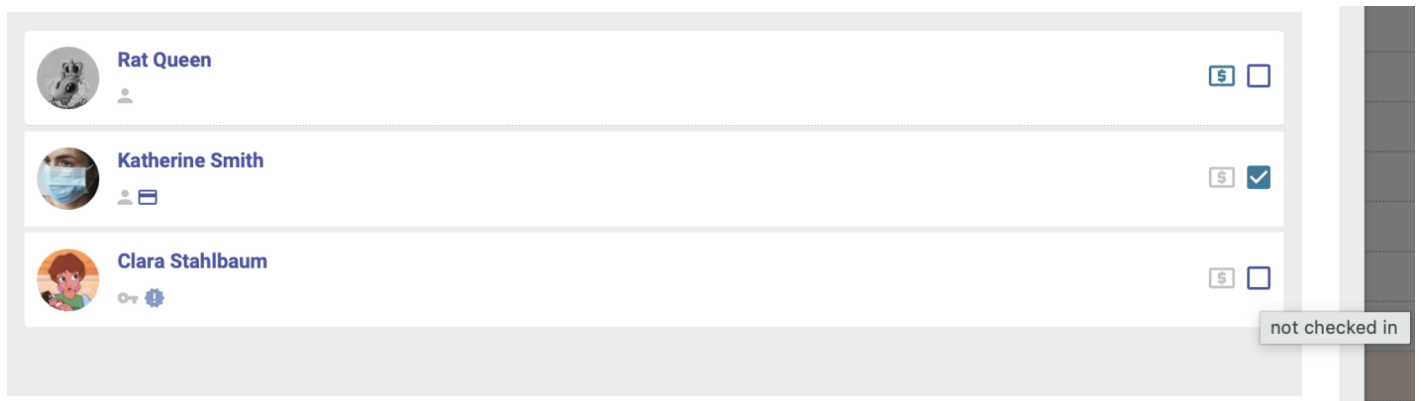 Rat Queen
$
Katherine Smith
$
Clara Stahlbaum
$
not checked in